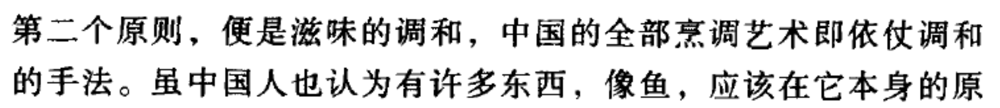 第二个原则，便是滋味的调和，中国的全部烹调艺术即依仗调和
的手法。虽中国人也认为有许多东西，像鱼，应该在它本身的原